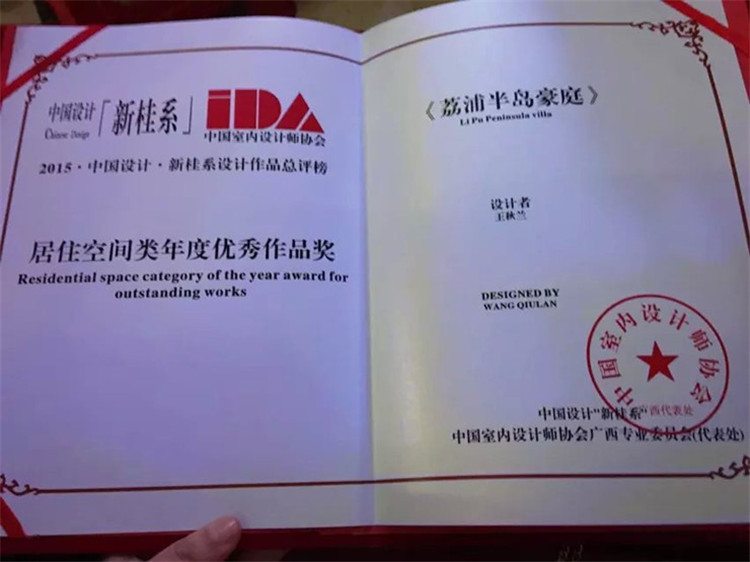 中国设计「新桂系」 IDA
Chinese Design
中国室内设计师协会
2015·中国设计·新桂系设计作品总评榜
居住空间类年度优秀作品奖
Residential space category of the year award for
outstanding works
《荔浦半岛豪庭》
Li Pu Peninsula villa
设计者
王秋兰
DESIGNED BY
WANG QIULAN
中国室内设计师协会
广西代表处
中国设计"新桂系"
中国室内设计师协会广西专业委员会(代表处)